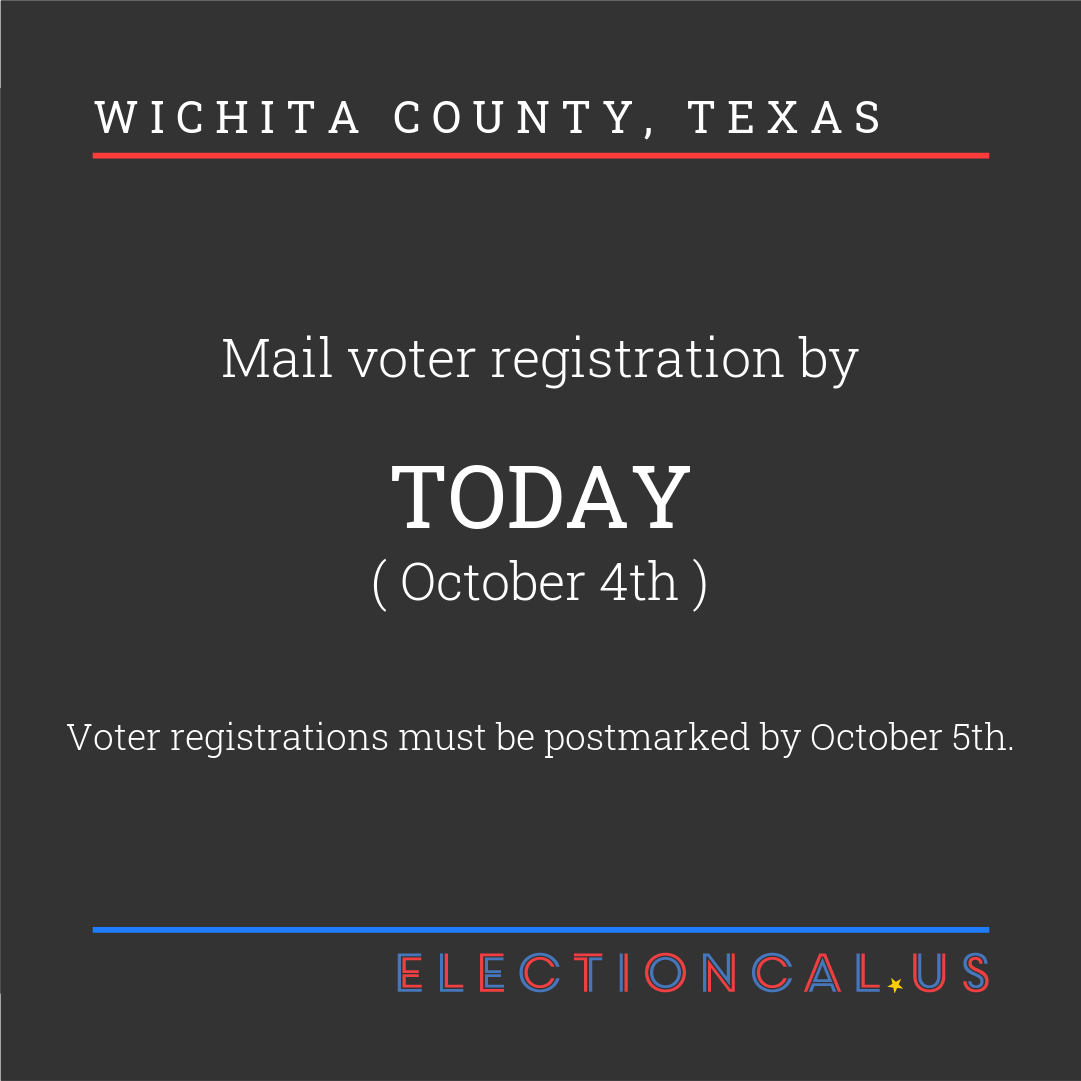 WICHITA COUNTY, TEXAS
Mail voter registration by
TODAY
( October 4th )
Voter registrations must be postmarked by October 5th.
ELECTIONCAL.US